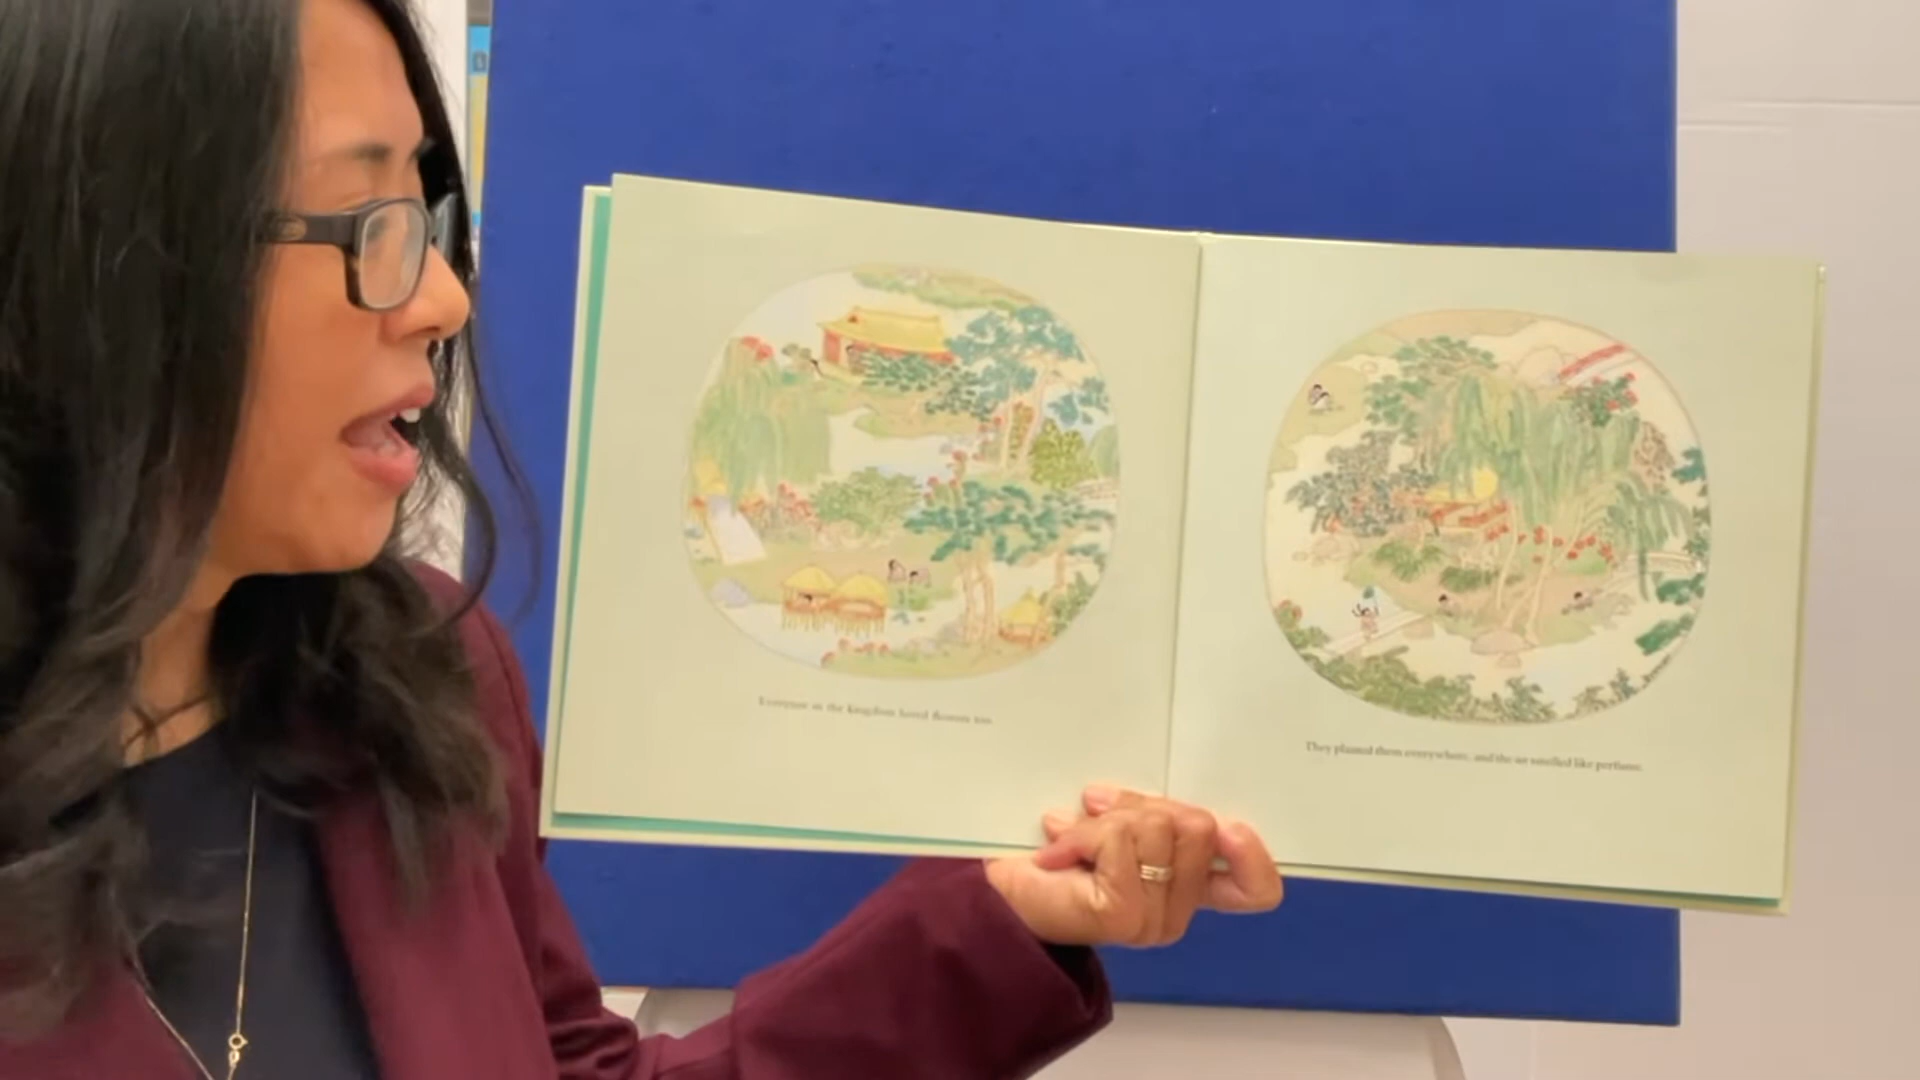 Everyone in the kingdom loved flowers too.
They planted them everywhere, and the air smelled like perfume.
D